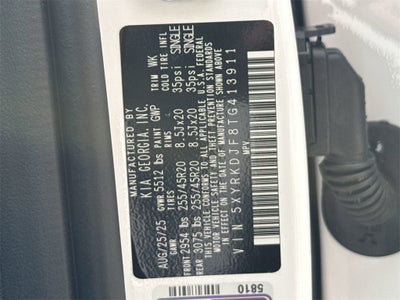 MANUFACTURED BY
KIA GEORGIA, INC.
AUG/25/25 GVWR 5512 lbs PAINT GWP TRIM WK
GAWR TIRES RIMS COLD TIRE INFL
FRONT 2954 lbs 255/45R20 8.5Jx20 35psi SINGLE
REAR 3075 lbs 255/45R20 8.5Jx20 35psi SINGLE
THIS VEHICLE CONFORMS TO ALL APPLICABLE U.S.A FEDERAL
MOTOR VEHICLE SAFETY AND THEFT PREVENTION STANDARDS
IN EFFECT ON THE DATE OF MANUFACTURE SHOWN ABOVE.
VIN 5XYRKDJF8TG413911
5810